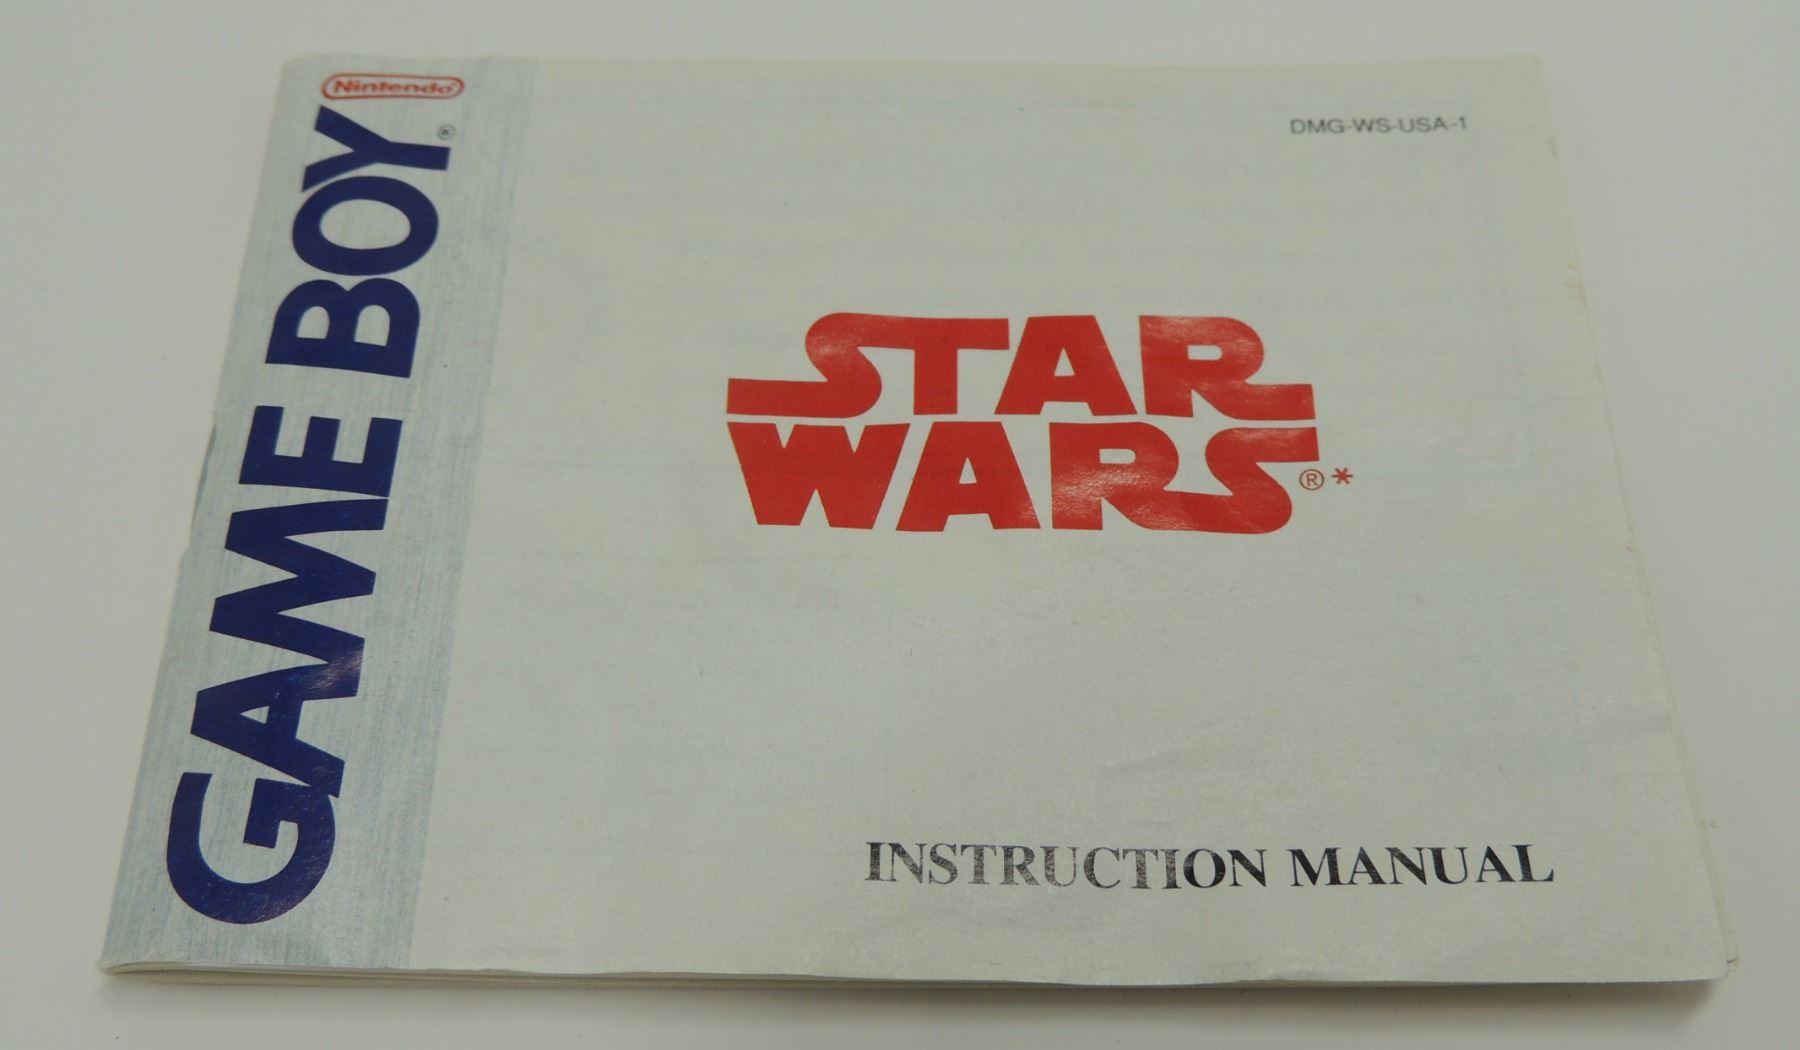 Nintendo®
GAME BOY®
DMG-WS-USA-1
STAR
WARS®*
INSTRUCTION MANUAL